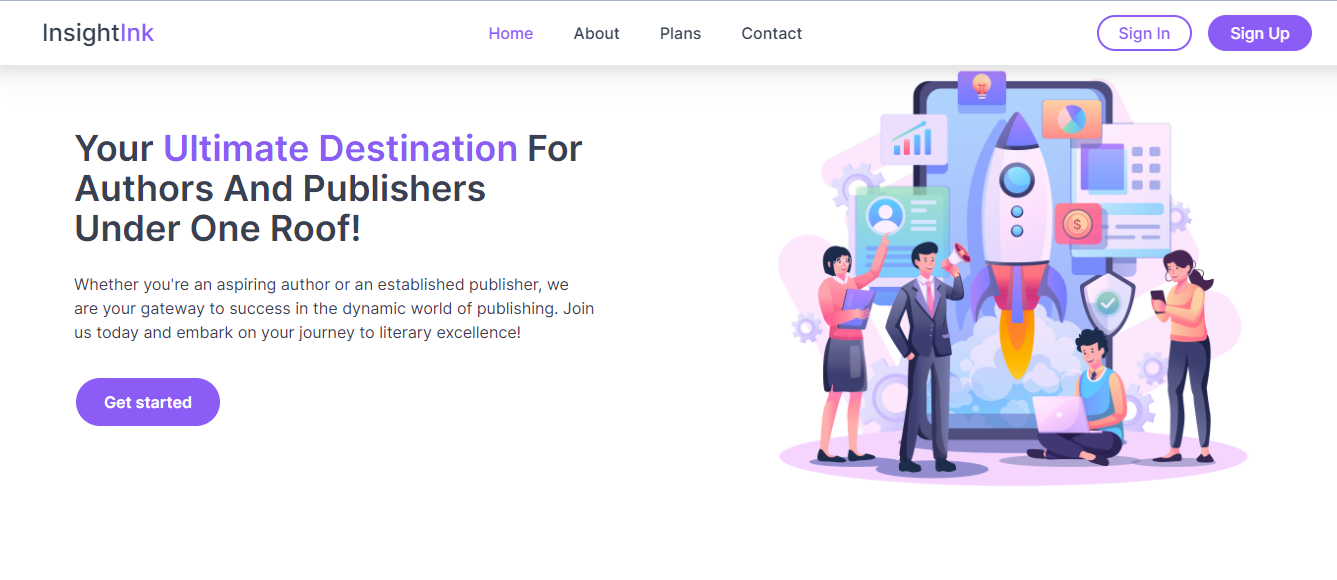 InsightInk
Home About Plans Contact
Sign In Sign Up
Your Ultimate Destination For
Authors And Publishers
Under One Roof!
Whether you're an aspiring author or an established publisher, we
are your gateway to success in the dynamic world of publishing. Join
us today and embark on your journey to literary excellence!
Get started
$